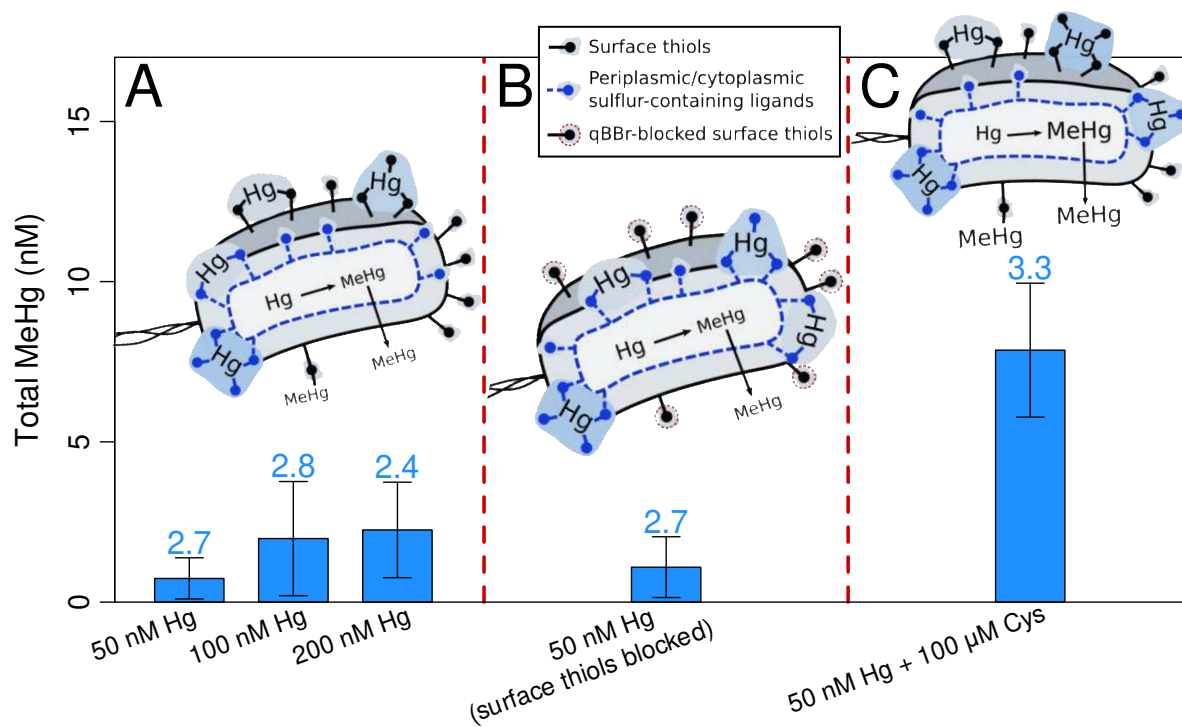 A
B
C
Surface thiols
Periplasmic/cytoplasmic
sulflur-containing ligands
qBBr-blocked surface thiols
Total MeHg (nM)
15
10
5
0
Hg
Hg
Hg
Hg
Hg
MeHg
MeHg
MeHg
2.7
2.8
2.4
50 nM Hg
100 nM Hg
200 nM Hg
Hg
Hg
Hg
Hg
Hg
MeHg
MeHg
2.7
50 nM Hg
(surface thiols blocked)
Hg
Hg
Hg
Hg
Hg
MeHg
MeHg
MeHg
3.3
50 nM Hg + 100 µM Cys